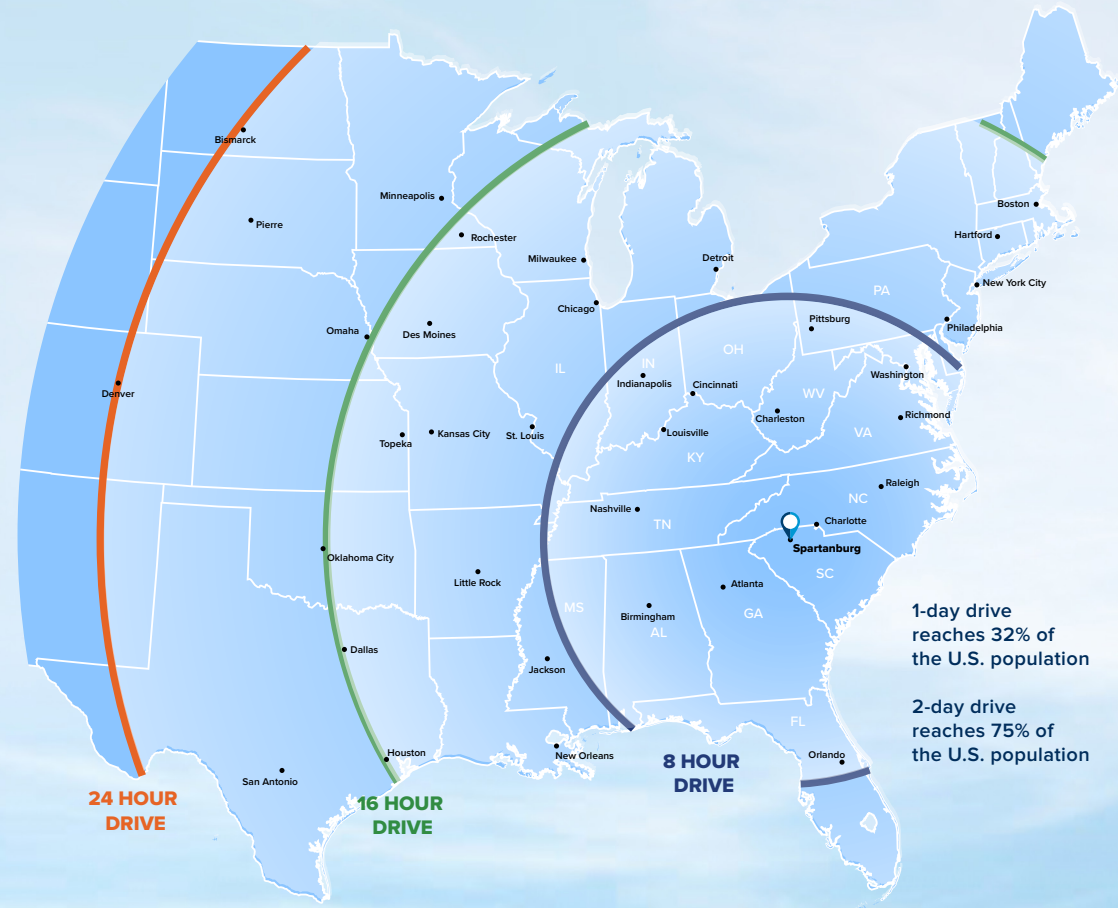 Bismarck
Minneapolis
Pierre
Rochester
Boston
Hartford
Milwaukee
Detroit
New York City
PA
Chicago
Pittsburg
Philadelphia
Omaha
Des Moines
OH
IL
IN
Washington
Indianapolis
Cincinnati
Denver
WV
Charleston
Richmond
Topeka
Kansas City
St. Louis
Louisville
VA
KY
Raleigh
NC
Nashville
TN
Charlotte
Spartanburg
Oklahoma City
SC
Little Rock
Atlanta
MS
Birmingham
GA
AL
1-day drive
reaches 32% of
the U.S. population
Dallas
Jackson
2-day drive
reaches 75% of
the U.S. population
FL
Houston
New Orleans
Orlando
San Antonio
8 HOUR
DRIVE
24 HOUR
DRIVE
16 HOUR
DRIVE